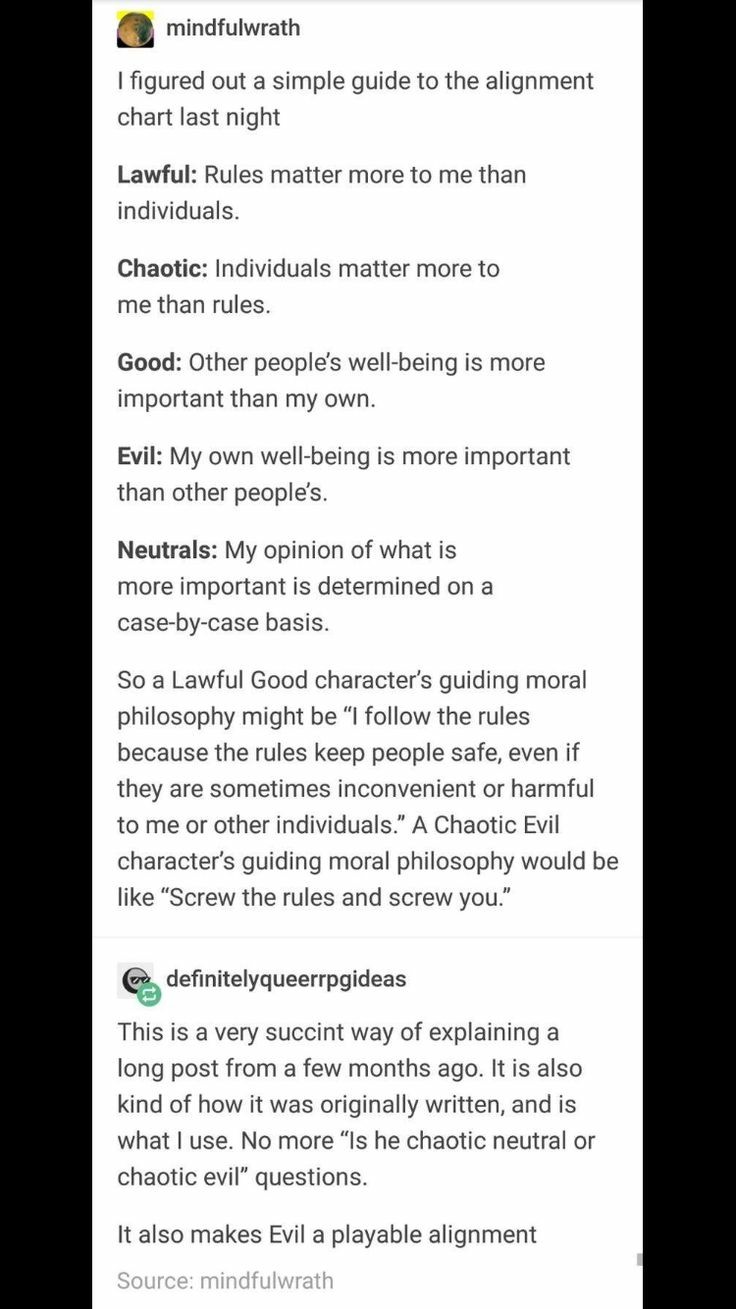 mindfulwrath
I figured out a simple guide to the alignment
chart last night
Lawful: Rules matter more to me than
individuals.
Chaotic: Individuals matter more to
me than rules.
Good: Other people’s well-being is more
important than my own.
Evil: My own well-being is more important
than other people’s.
Neutrals: My opinion of what is
more important is determined on a
case-by-case basis.
So a Lawful Good character’s guiding moral
philosophy might be “I follow the rules
because the rules keep people safe, even if
they are sometimes inconvenient or harmful
to me or other individuals.” A Chaotic Evil
character’s guiding moral philosophy would be
like “Screw the rules and screw you.”
definitelyqueerrpgideas
This is a very succint way of explaining a
long post from a few months ago. It is also
kind of how it was originally written, and is
what I use. No more “Is he chaotic neutral or
chaotic evil” questions.
It also makes Evil a playable alignment
Source: mindfulwrath